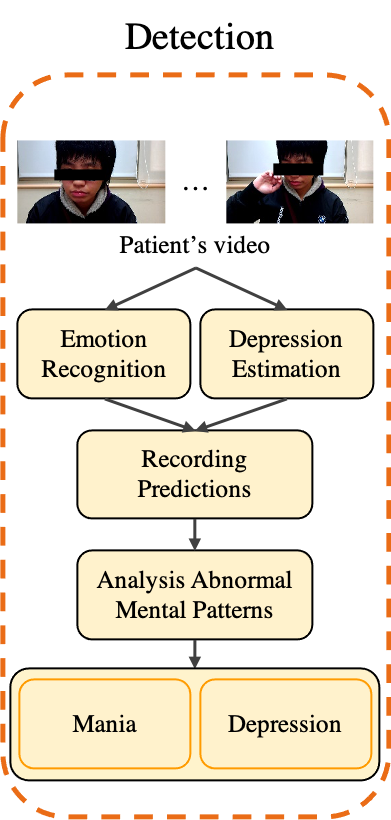 Detection
...
Patient's video
Emotion
Recognition
Depression
Estimation
Recording
Predictions
Analysis Abnormal
Mental Patterns
Mania
Depression